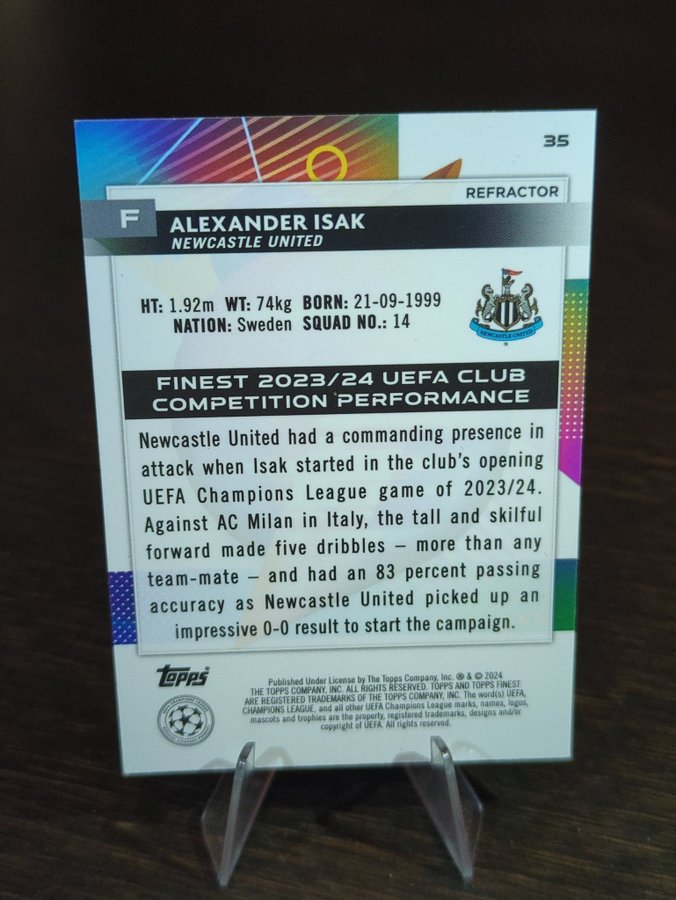 35
REFRACTOR
F
ALEXANDER ISAK
NEWCASTLE UNITED
HT: 1.92m WT: 74kg BORN: 21-09-1999
NATION: Sweden SQUAD NO.: 14
NEWCASTLE UNITED
FINEST 2023/24 UEFA CLUB
COMPETITION PERFORMANCE
Newcastle United had a commanding presence in
attack when Isak started in the club's opening
UEFA Champions League game of 2023/24.
Against AC Milan in Italy, the tall and skilful
forward made five dribbles – more than any
team-mate – and had an 83 percent passing
accuracy as Newcastle United picked up an
impressive 0-0 result to start the campaign.
Topps
Published Under License by The Topps Company, Inc. ® & © 2024
THE TOPPS COMPANY, INC. ALL RIGHTS RESERVED. TOPPS AND TOPPS FINEST
ARE REGISTERED TRADEMARKS OF THE TOPPS COMPANY, INC. The word(s) UEFA,
CHAMPIONS LEAGUE, and all other UEFA Champions League marks, names, logos,
mascots and trophies are the property, registered trademarks, designs and/or
copyright of UEFA. All rights reserved.